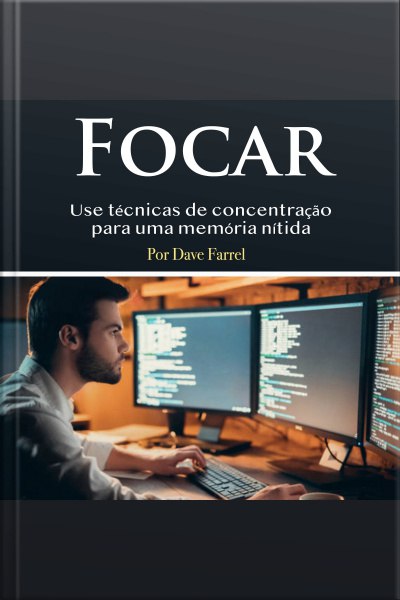 FOCAR
Use técnicas de concentração
para uma memória nítida
Por Dave Farrel